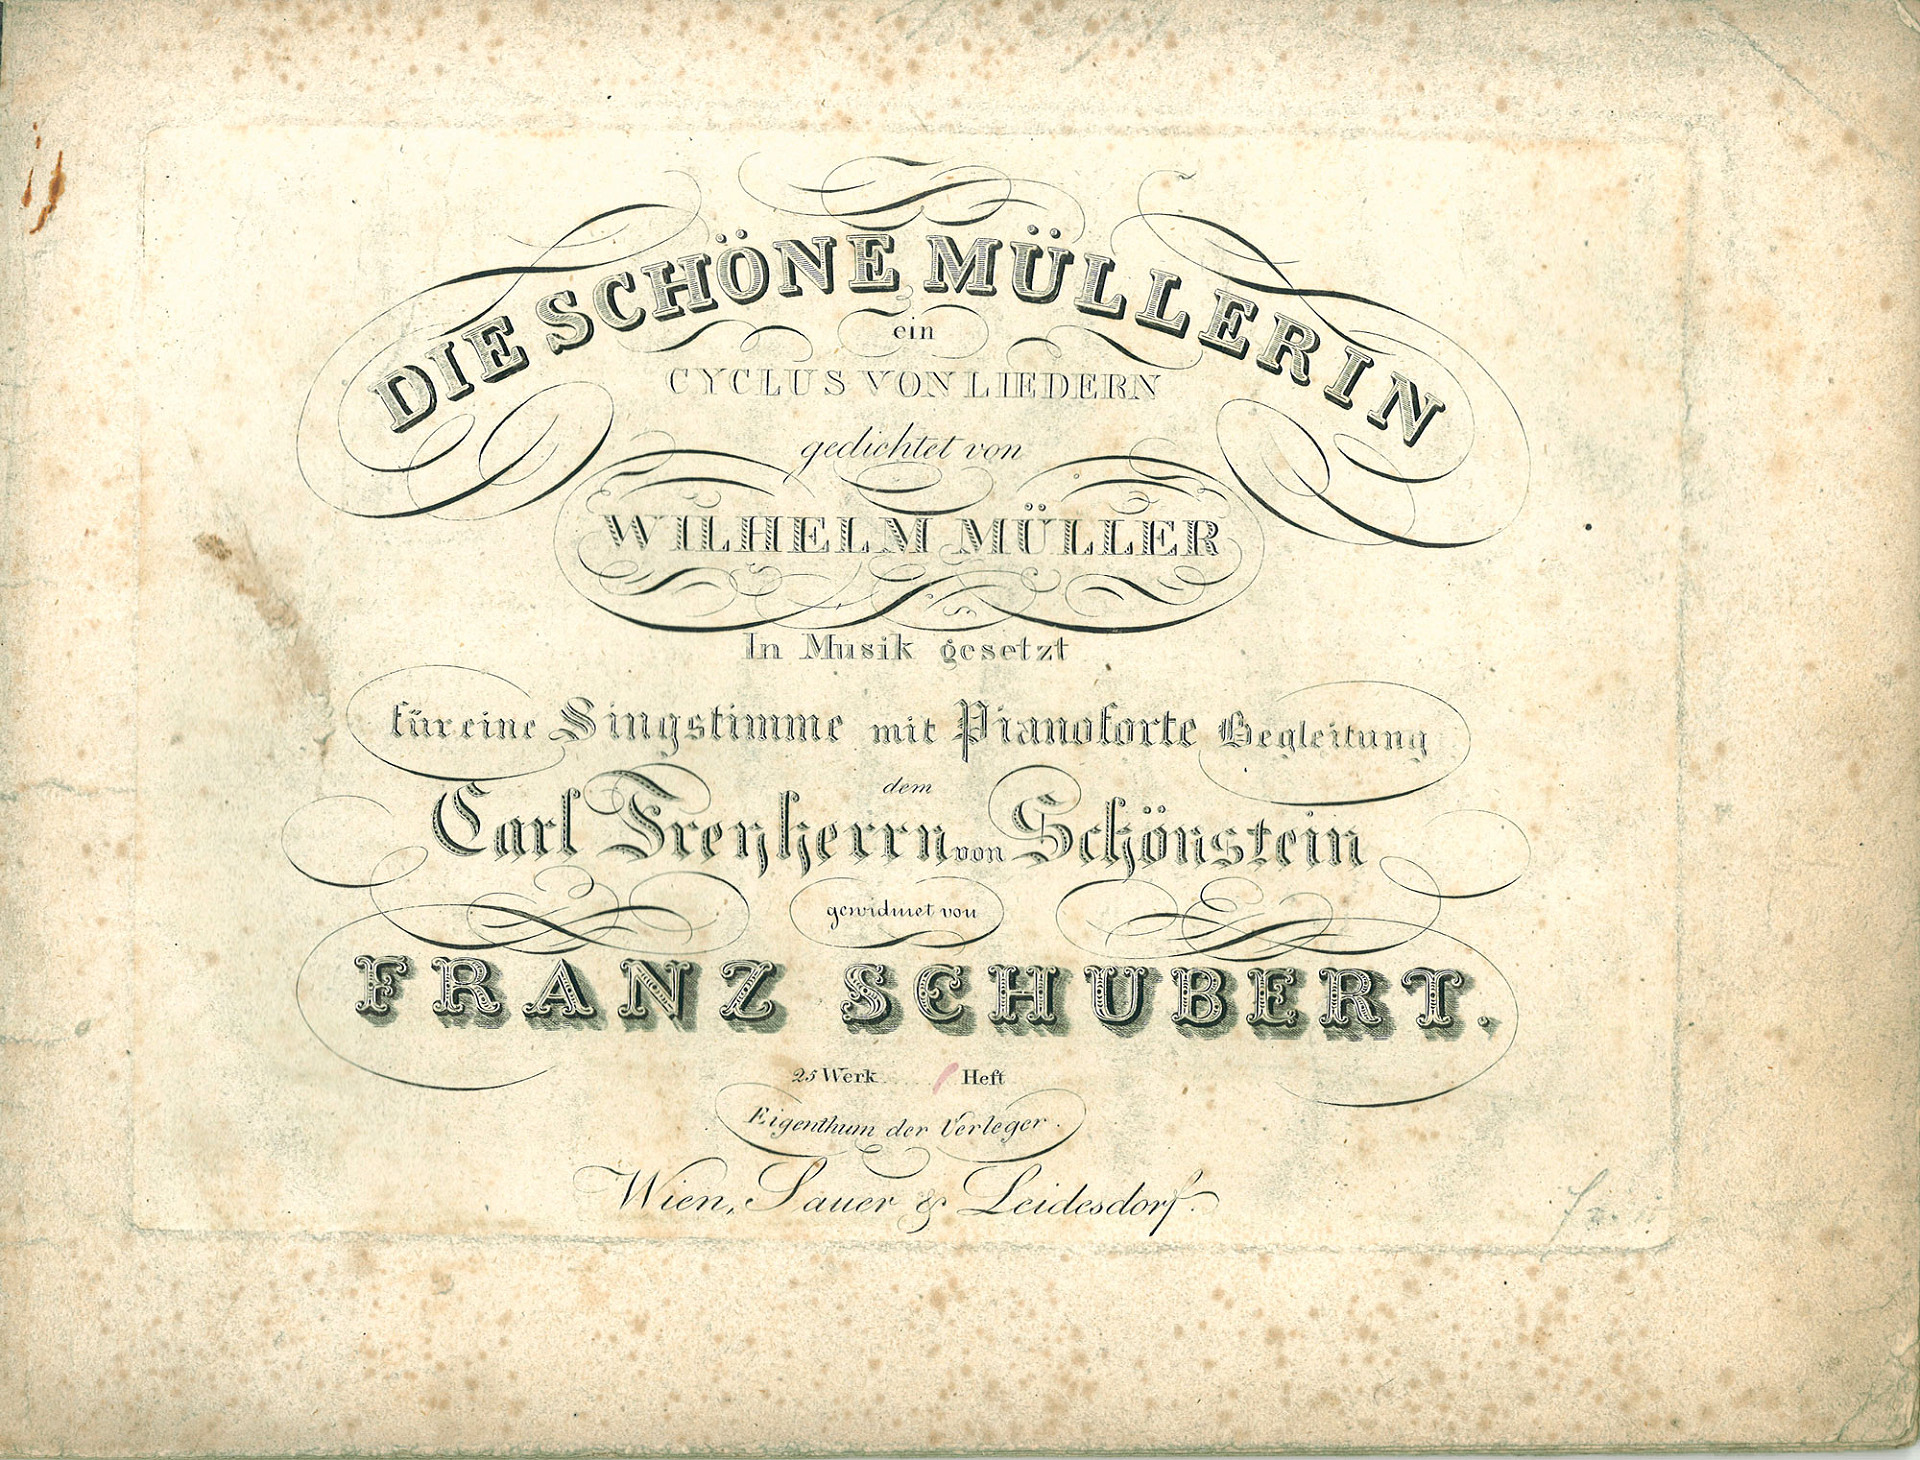 DIE SCHÖNE MÜLLERIN
ein
CYCLUS VON LIEDERN
gedichtet von
WILHELM MÜLLER
In Musik gesetzt
für eine Singstimme mit Pianoforte Begleitung
dem
Carl Freyherrn von Schönstein
gewidmet von
FRANZ SCHUBERT.
25 Werk Heft
Eigenthum der Verleger.
Wien, Sauer & Leidesdorf.